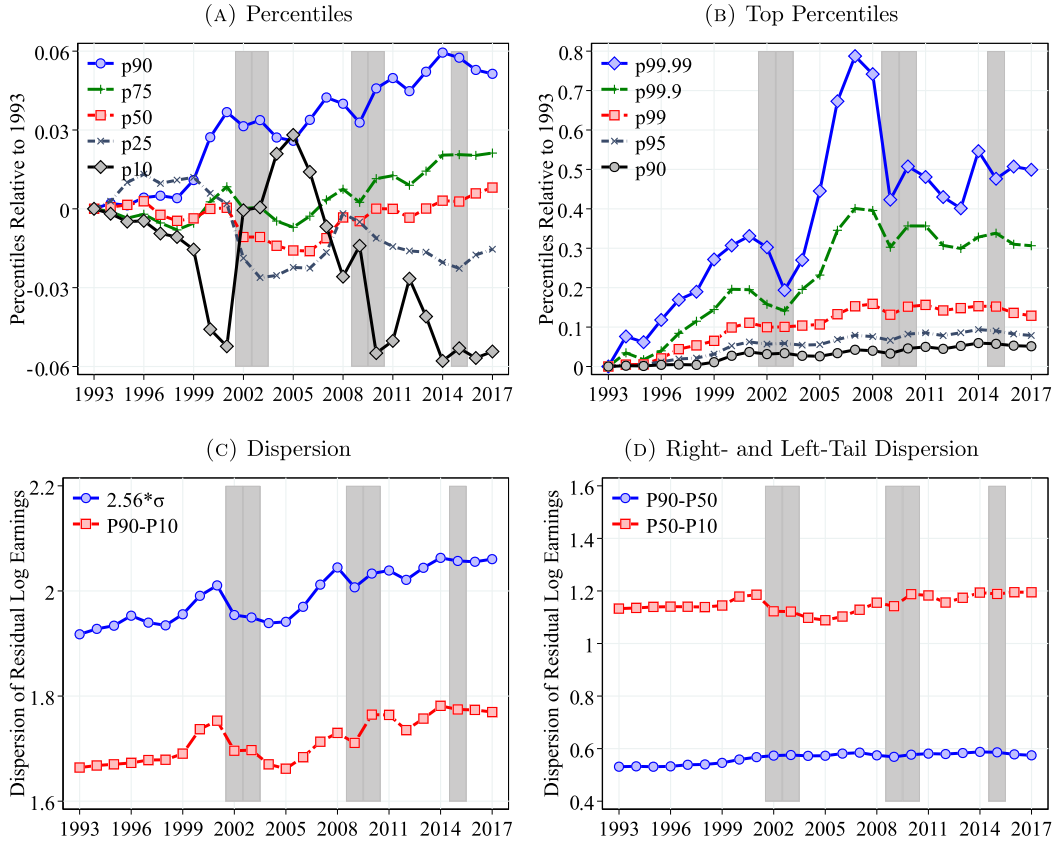 (A) Percentiles
Percentiles Relative to 1993
0.06
0.03
0
-0.03
-0.06
p90
p75
p50
p25
p10
1993 1996 1999 2002 2005 2008 2011 2014 2017
(B) Top Percentiles
Percentiles Relative to 1993
0.8
0.7
0.6
0.5
0.4
0.3
0.2
0.1
0
p99.99
p99.9
p99
p95
p90
1993 1996 1999 2002 2005 2008 2011 2014 2017
(C) Dispersion
Dispersion of Residual Log Earnings
2.2
2
1.8
1.6
2.56*σ
P90-P10
1993 1996 1999 2002 2005 2008 2011 2014 2017
(D) Right- and Left-Tail Dispersion
Dispersion of Residual Log Earnings
1.6
1.4
1.2
1
0.8
0.6
0.4
P90-P50
P50-P10
1993 1996 1999 2002 2005 2008 2011 2014 2017